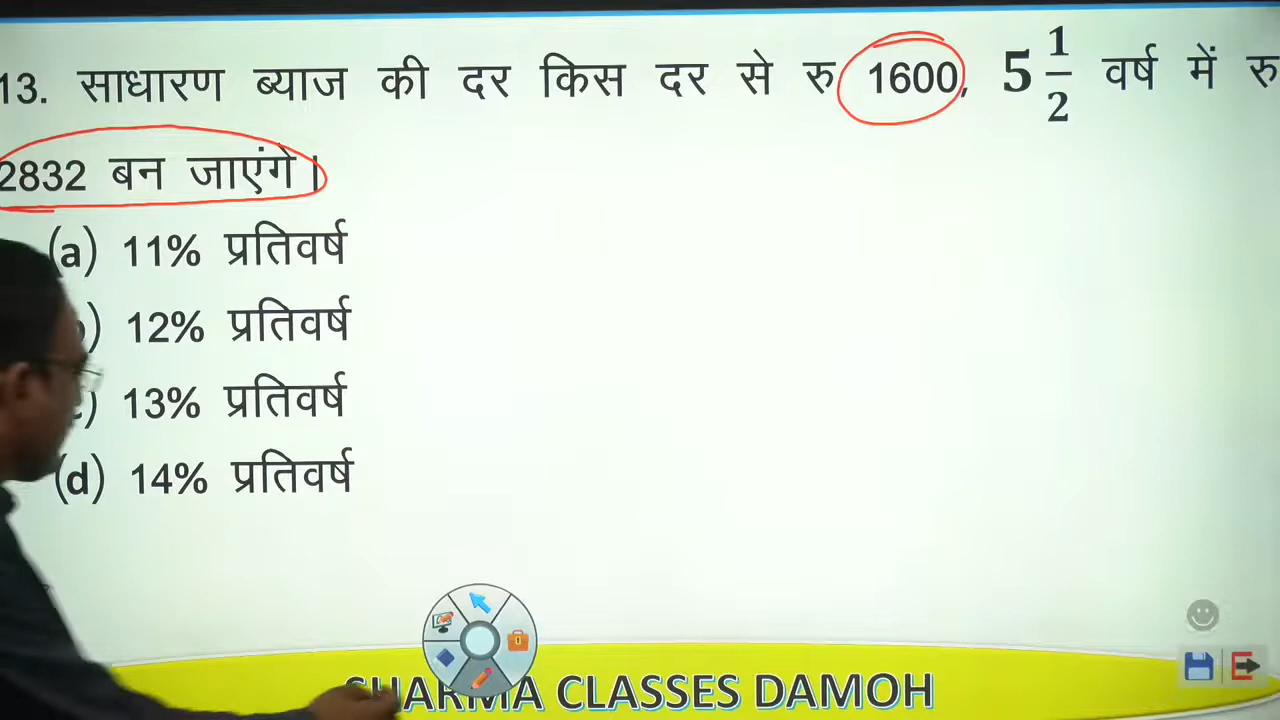 13. साधारण ब्याज की दर किस दर से रु 1600, 5 1/2 वर्ष में रु
2832 बन जाएंगे।
(a) 11% प्रतिवर्ष
) 12% प्रतिवर्ष
) 13% प्रतिवर्ष
(d) 14% प्रतिवर्ष
SHARMA CLASSES DAMOH